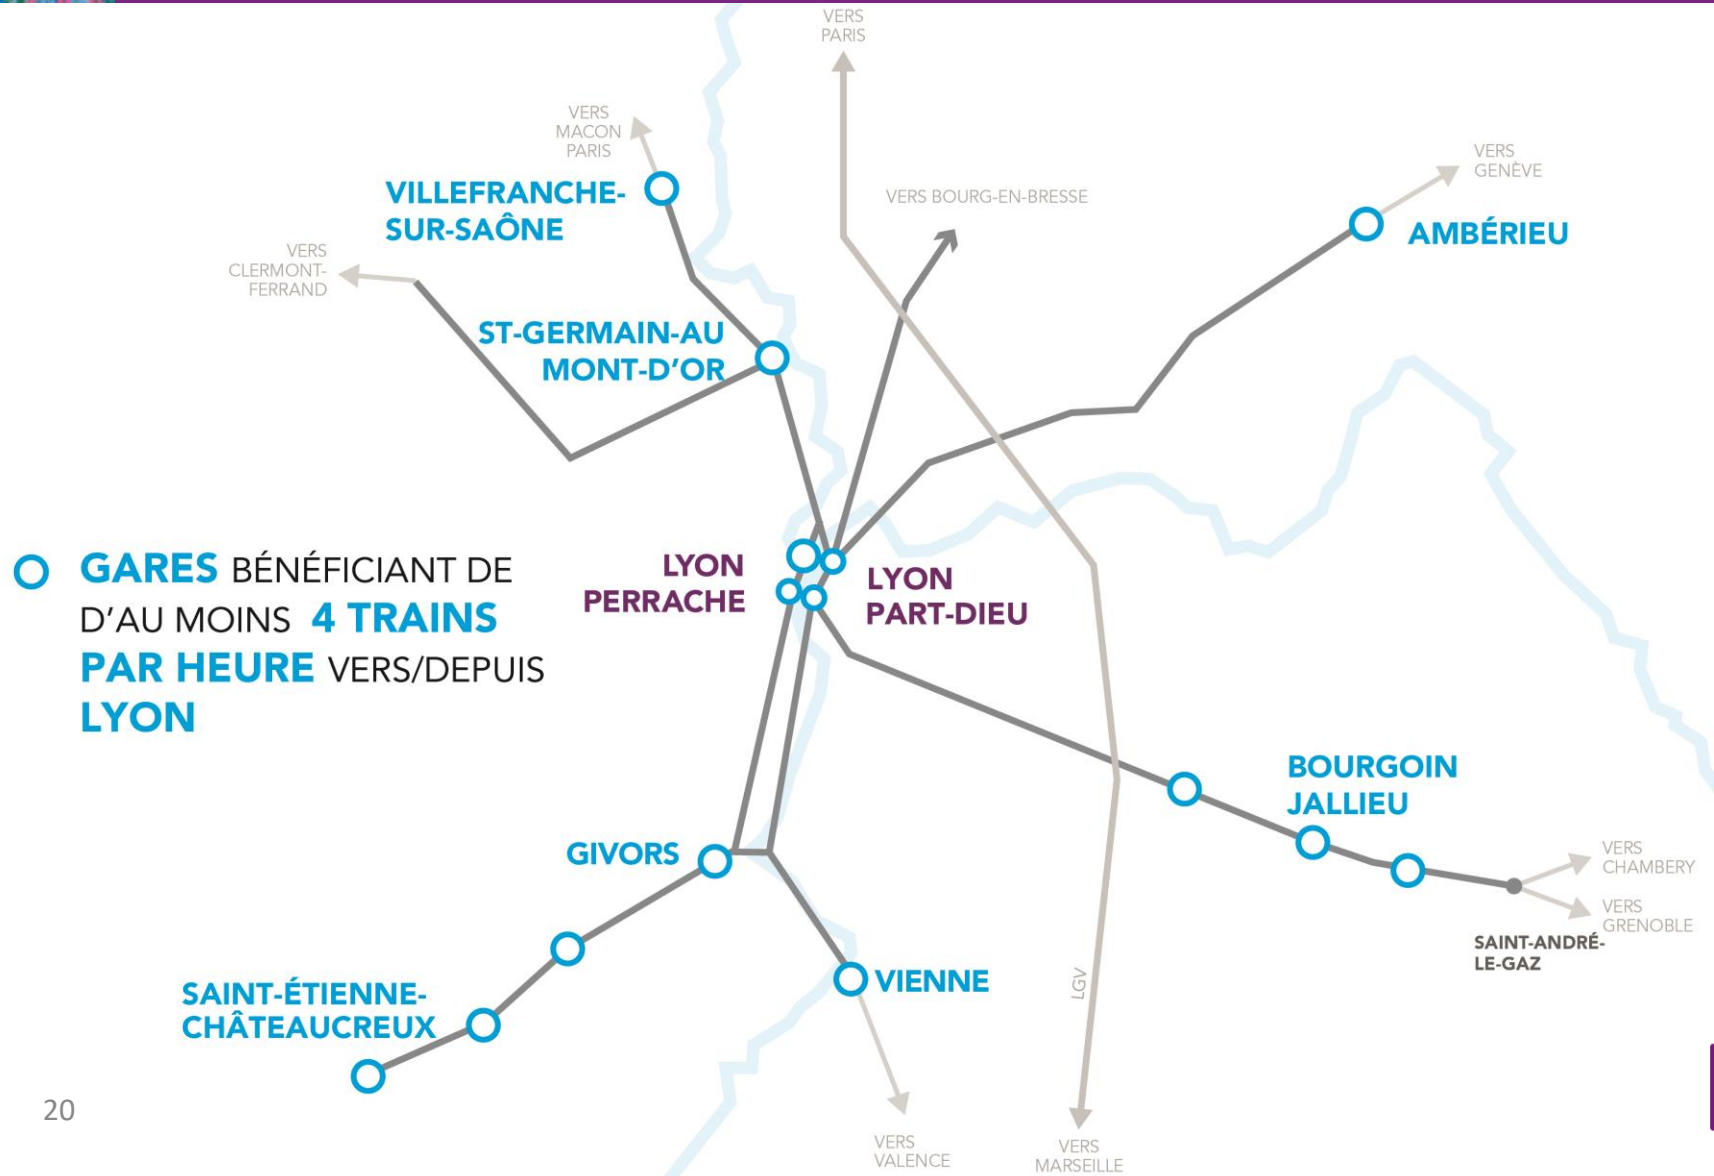 VERS
PARIS
VERS
MACON
PARIS
VERS
GENÈVE
VILLEFRANCHE-
SUR-SAÔNE
VERS BOURG-EN-BRESSE
AMBÉRIEU
VERS
CLERMONT-
FERRAND
ST-GERMAIN-AU
MONT-D'OR
GARES BÉNÉFICIANT DE
D'AU MOINS 4 TRAINS
PAR HEURE VERS/DEPUIS
LYON
LYON
PERRACHE
LYON
PART-DIEU
BOURGOIN
JALLIEU
GIVORS
VERS
CHAMBERY
VERS
GRENOBLE
SAINT-ANDRÉ-
LE-GAZ
SAINT-ÉTIENNE-
CHÂTEAUCREUX
VIENNE
LGV
20
VERS
VALENCE
VERS
MARSEILLE